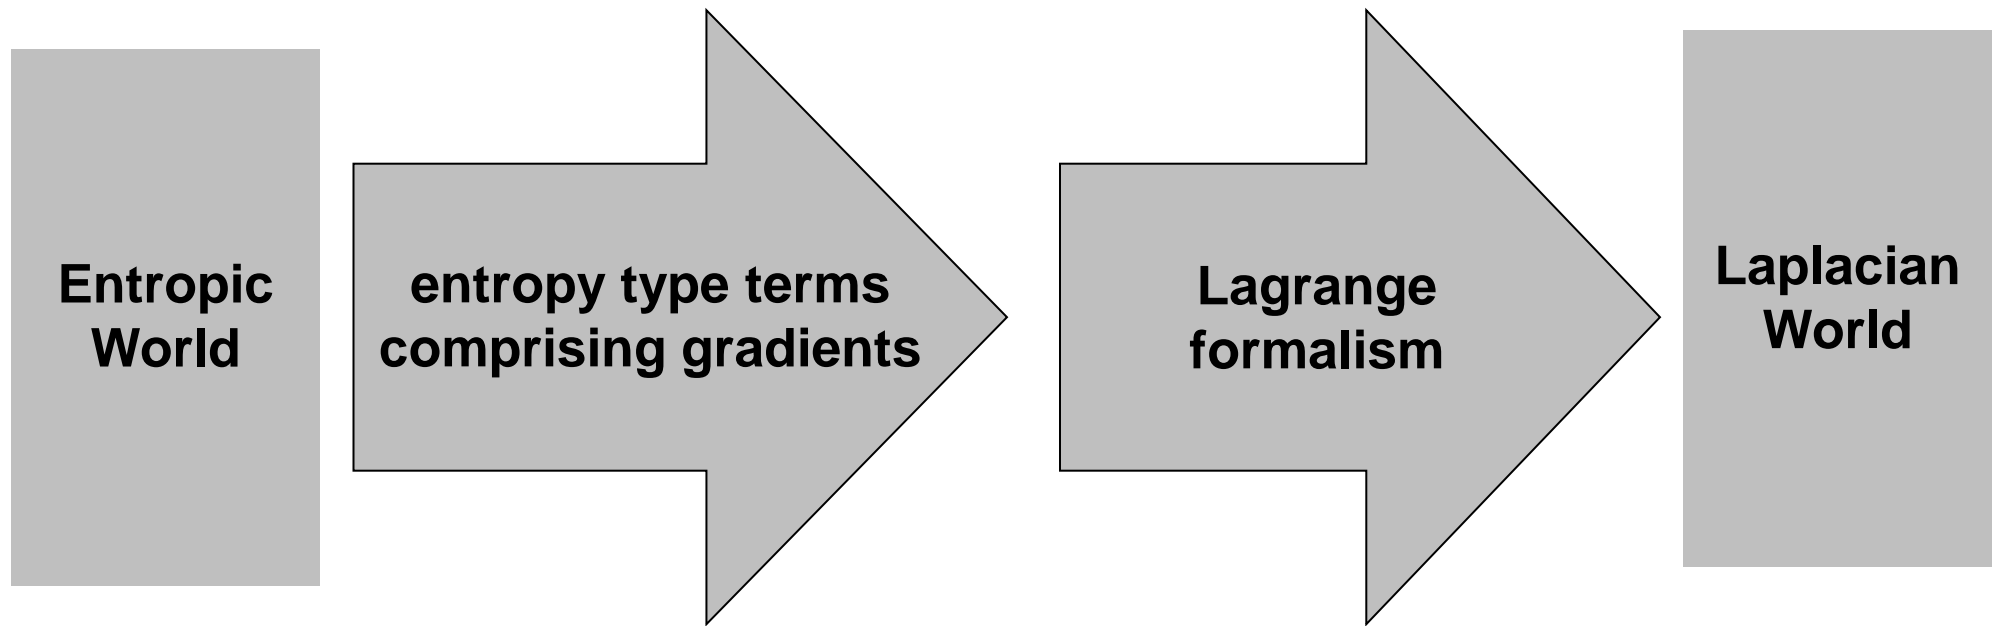 Entropic
World
entropy type terms
comprising gradients
Lagrange
formalism
Laplacian
World